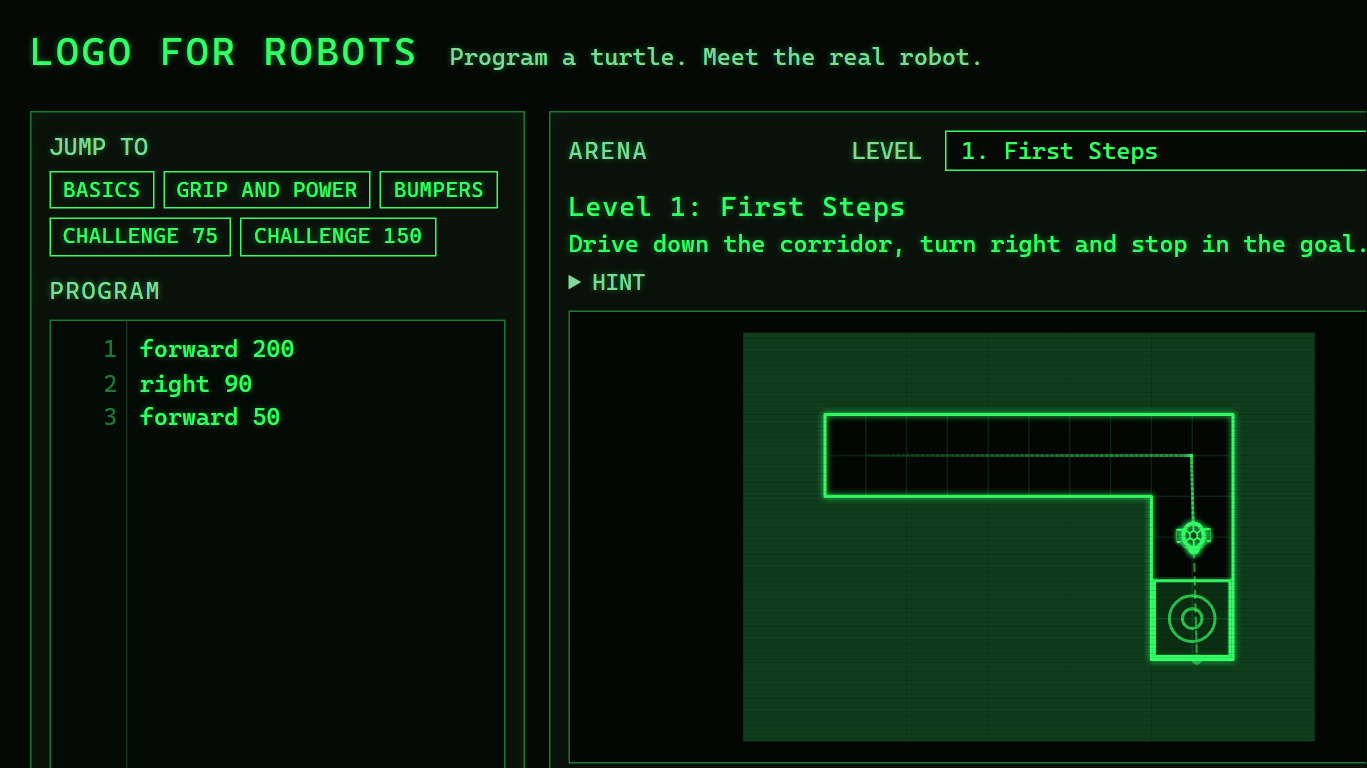 LOGO FOR ROBOTS Program a turtle. Meet the real robot.
JUMP TO
BASICS GRIP AND POWER BUMPERS
CHALLENGE 75 CHALLENGE 150
PROGRAM
1 forward 200
2 right 90
3 forward 50
ARENA LEVEL 1. First Steps
Level 1: First Steps
Drive down the corridor, turn right and stop in the goal.
▶ HINT